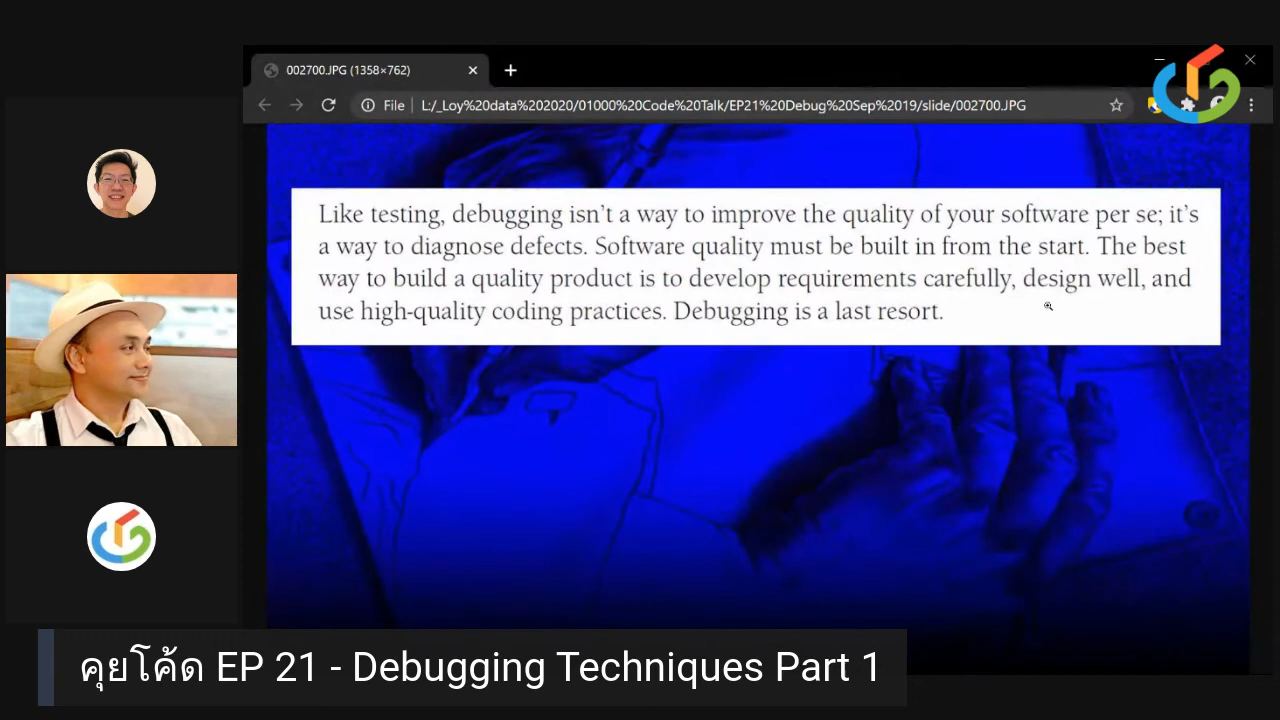 002700.JPG (1358×762)
File
L:/_Loy%20data%202020/01000%20Code%20Talk/EP21%20Debug%20Sep%2019/slide/002700.JPG
Like testing, debugging isn’t a way to improve the quality of your software per se; it’s
a way to diagnose defects. Software quality must be built in from the start. The best
way to build a quality product is to develop requirements carefully, design well, and
use high-quality coding practices. Debugging is a last resort.
คุยโค้ด EP 21 - Debugging Techniques Part 1